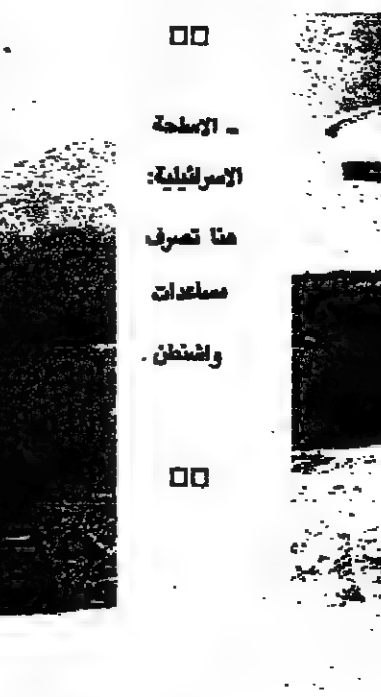 - الاسلحة
الاسرائيلية:
هنا تصرف
مساعدات
واشنطن.